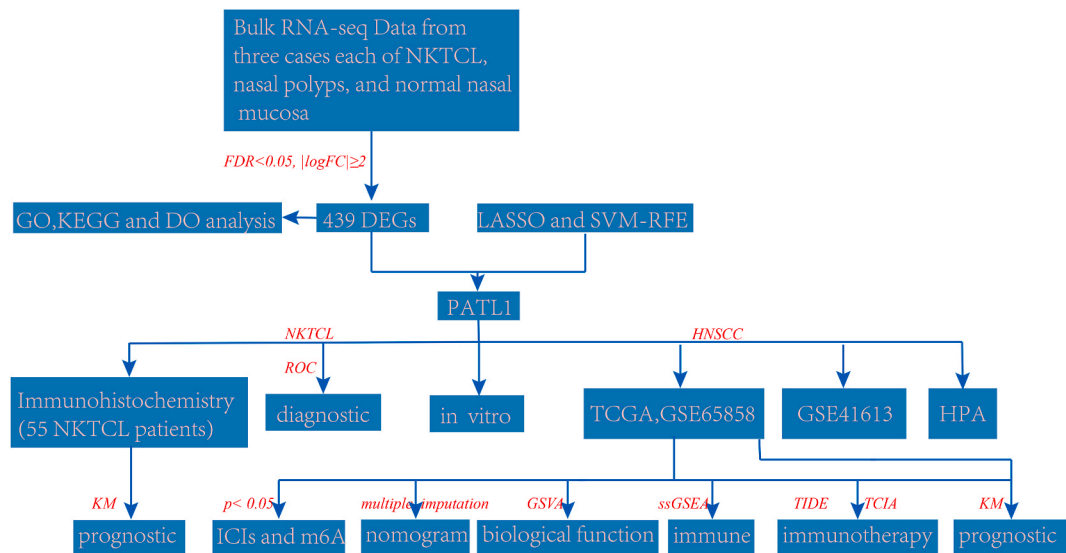 Bulk RNA-seq Data from
three cases each of NKTCL,
nasal polyps, and normal nasal
mucosa
FDR<0.05, |logFC|≥2
GO,KEGG and DO analysis
439 DEGs
LASSO and SVM-RFE
PATL1
NKTCL
HNSCC
ROC
Immunohistochemistry
(55 NKTCL patients)
diagnostic
in vitro
TCGA,GSE65858
GSE41613
HPA
KM
p< 0.05
multiple imputation
GSVA
ssGSEA
TIDE
TCIA
KM
prognostic
ICIs and m6A
nomogram
biological function
immune
immunotherapy
prognostic